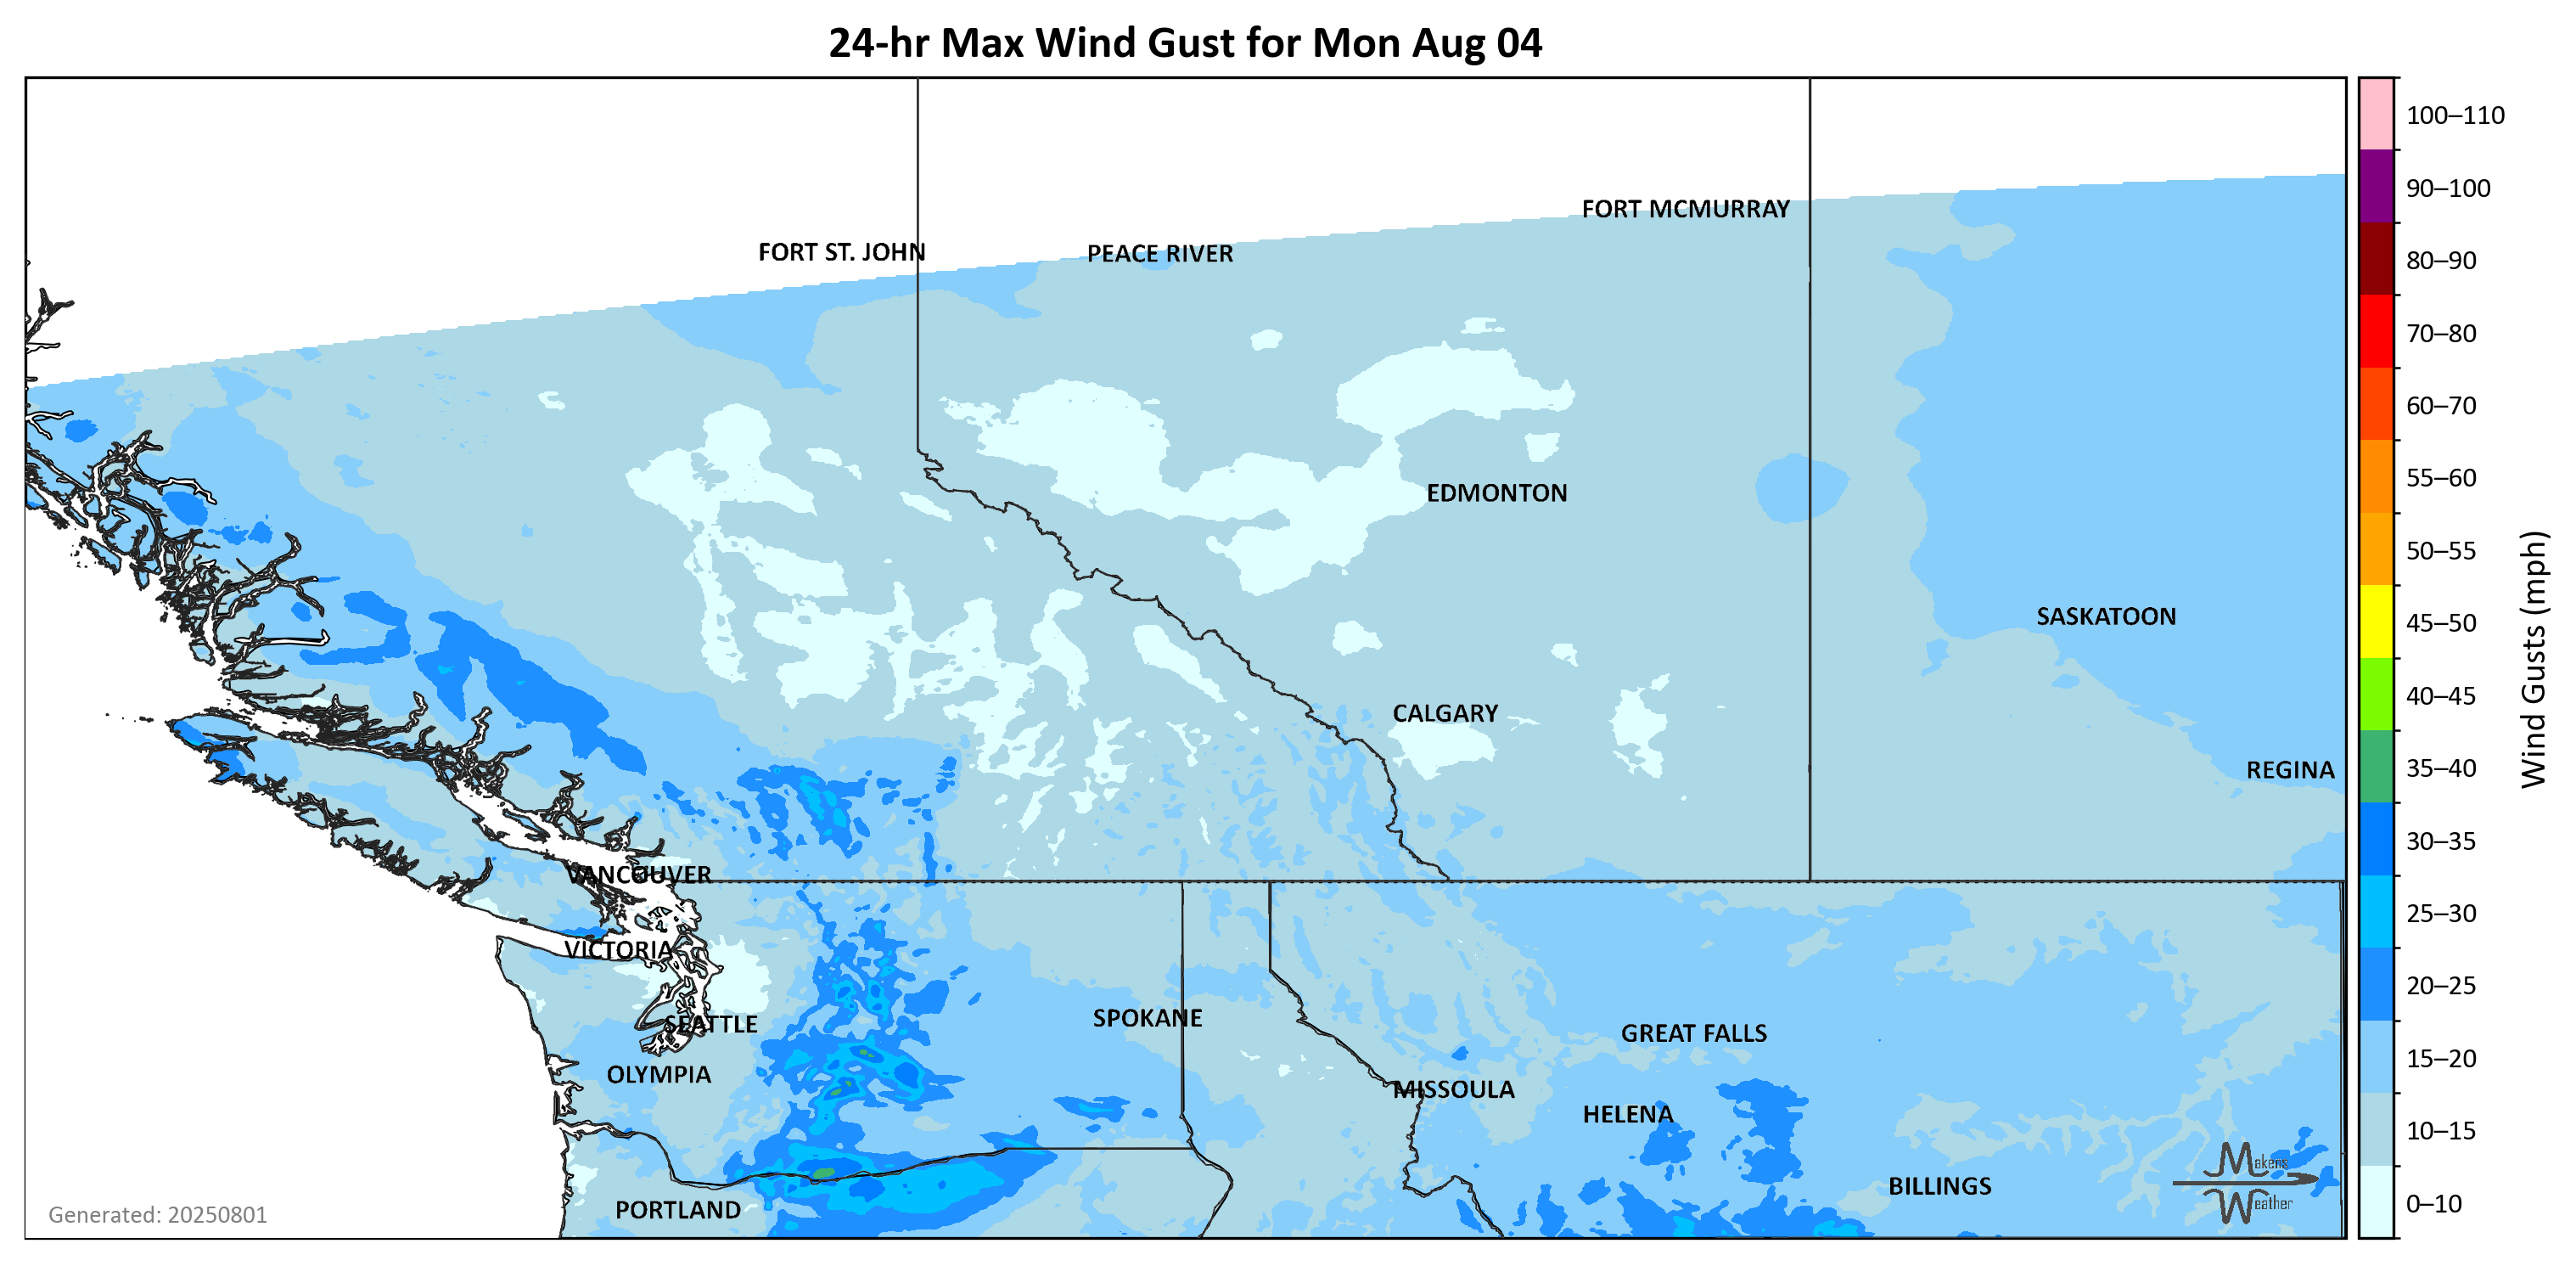 24-hr Max Wind Gust for Mon Aug 04
100–110
90–100
80–90
70–80
60–70
55–60
50–55
45–50
40–45
35–40
30–35
25–30
20–25
15–20
10–15
0–10
Wind Gusts (mph)
FORT MCMURRAY
FORT ST. JOHN
PEACE RIVER
EDMONTON
SASKATOON
CALGARY
REGINA
VANCOUVER
VICTORIA
SEATTLE
SPOKANE
GREAT FALLS
OLYMPIA
MISSOULA
HELENA
BILLINGS
PORTLAND
Makens
Weather
Generated: 20250801